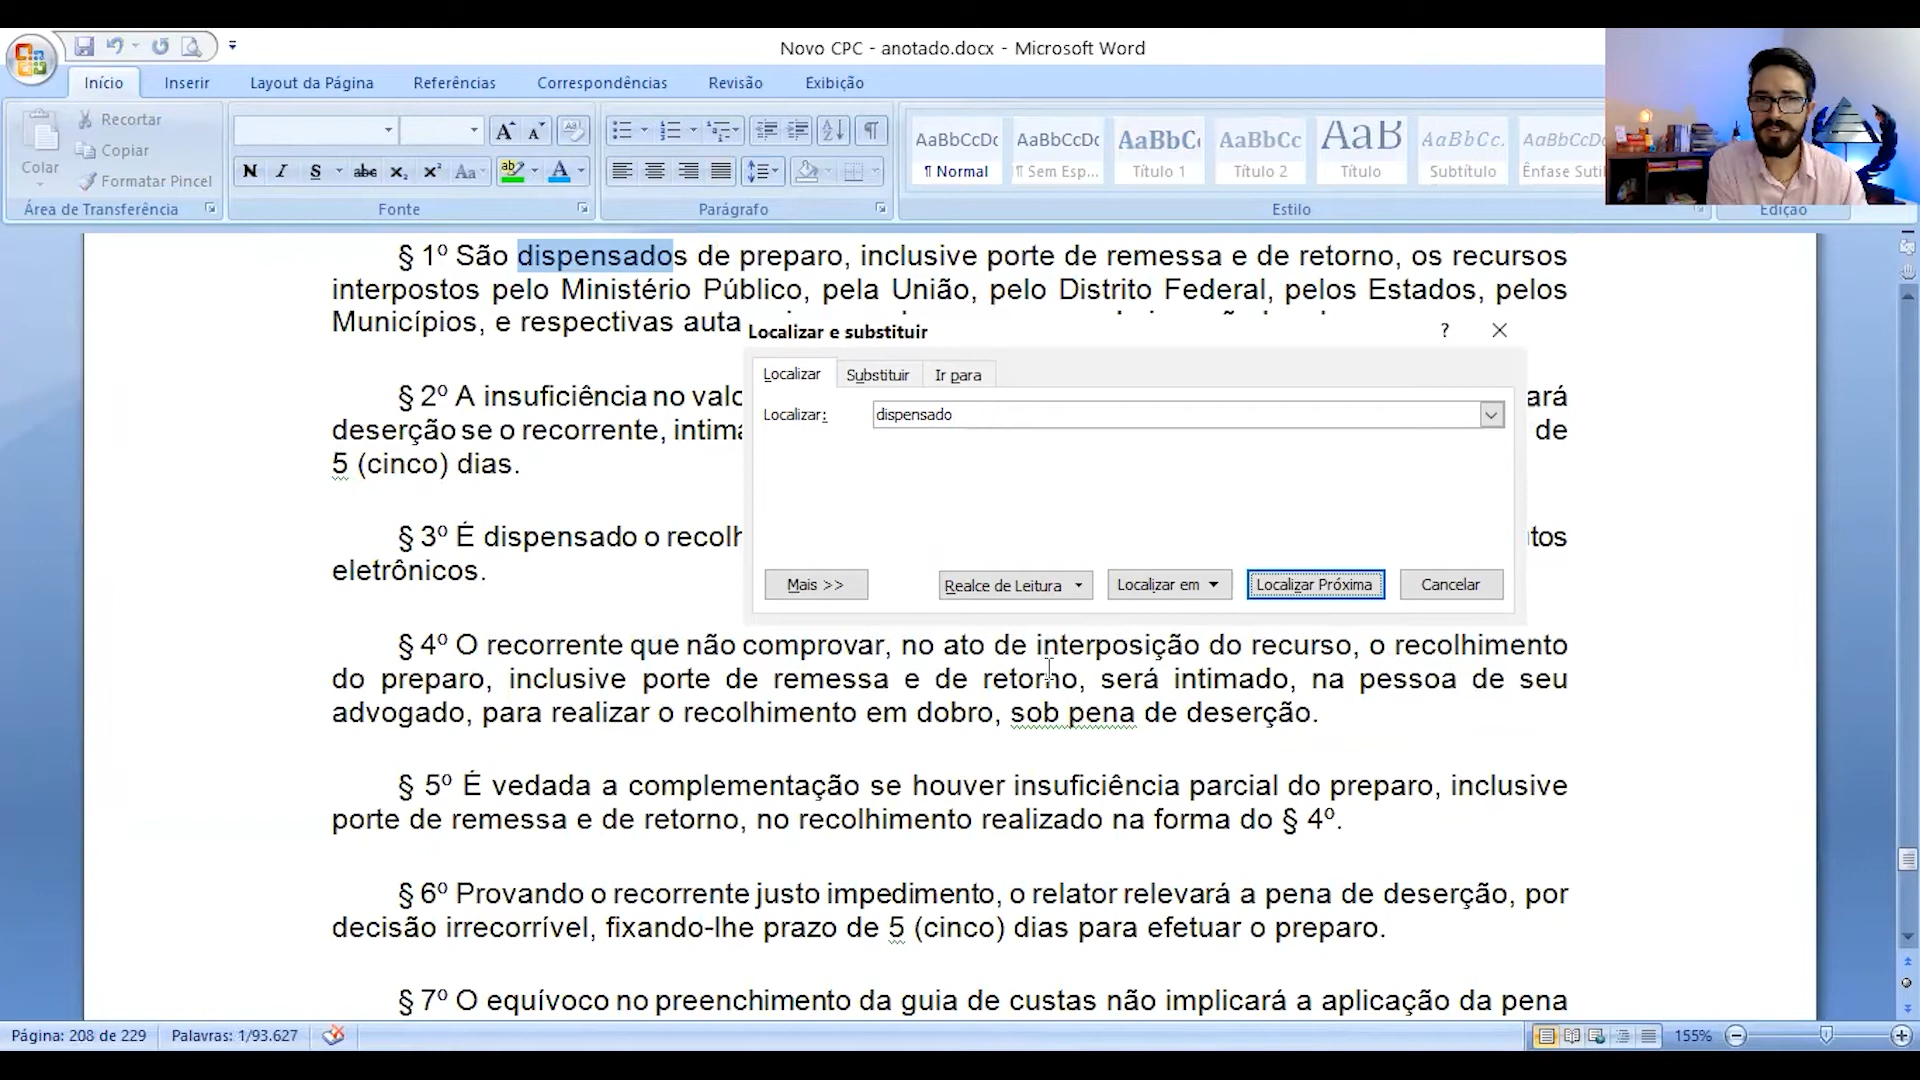 Novo CPC - anotado.docx - Microsoft Word
Início Inserir Layout da Página Referências Correspondências Revisão Exibição
Colar
Recortar
Copiar
Formatar Pincel
Área de Transferência
N I S abc x₂ x² Aa ab A
Fonte
Parágrafo
AaBbCcDc AaBbCcDc AaBbC AaBbCc AaB AaBbCc. AaBbCcDc
¶ Normal ¶ Sem Esp... Título 1 Título 2 Título Subtítulo Ênfase Sutil
Estilo
Edição
§ 1º São dispensados de preparo, inclusive porte de remessa e de retorno, os recursos
interpostos pelo Ministério Público, pela União, pelo Distrito Federal, pelos Estados, pelos
Municípios, e respectivas auta
§ 2º A insuficiência no valo ará
deserção se o recorrente, intima de
5 (cinco) dias.
§ 3º É dispensado o recolh tos
eletrônicos.
Localizar e substituir ?
Localizar Substituir Ir para
Localizar: dispensado
Mais >> Realce de Leitura Localizar em Localizar Próxima Cancelar
§ 4º O recorrente que não comprovar, no ato de interposição do recurso, o recolhimento
do preparo, inclusive porte de remessa e de retorno, será intimado, na pessoa de seu
advogado, para realizar o recolhimento em dobro, sob pena de deserção.
§ 5º É vedada a complementação se houver insuficiência parcial do preparo, inclusive
porte de remessa e de retorno, no recolhimento realizado na forma do § 4º.
§ 6º Provando o recorrente justo impedimento, o relator relevará a pena de deserção, por
decisão irrecorrível, fixando-lhe prazo de 5 (cinco) dias para efetuar o preparo.
§ 7º O equívoco no preenchimento da guia de custas não implicará a aplicação da pena
Página: 208 de 229 Palavras: 1/93.627 155%